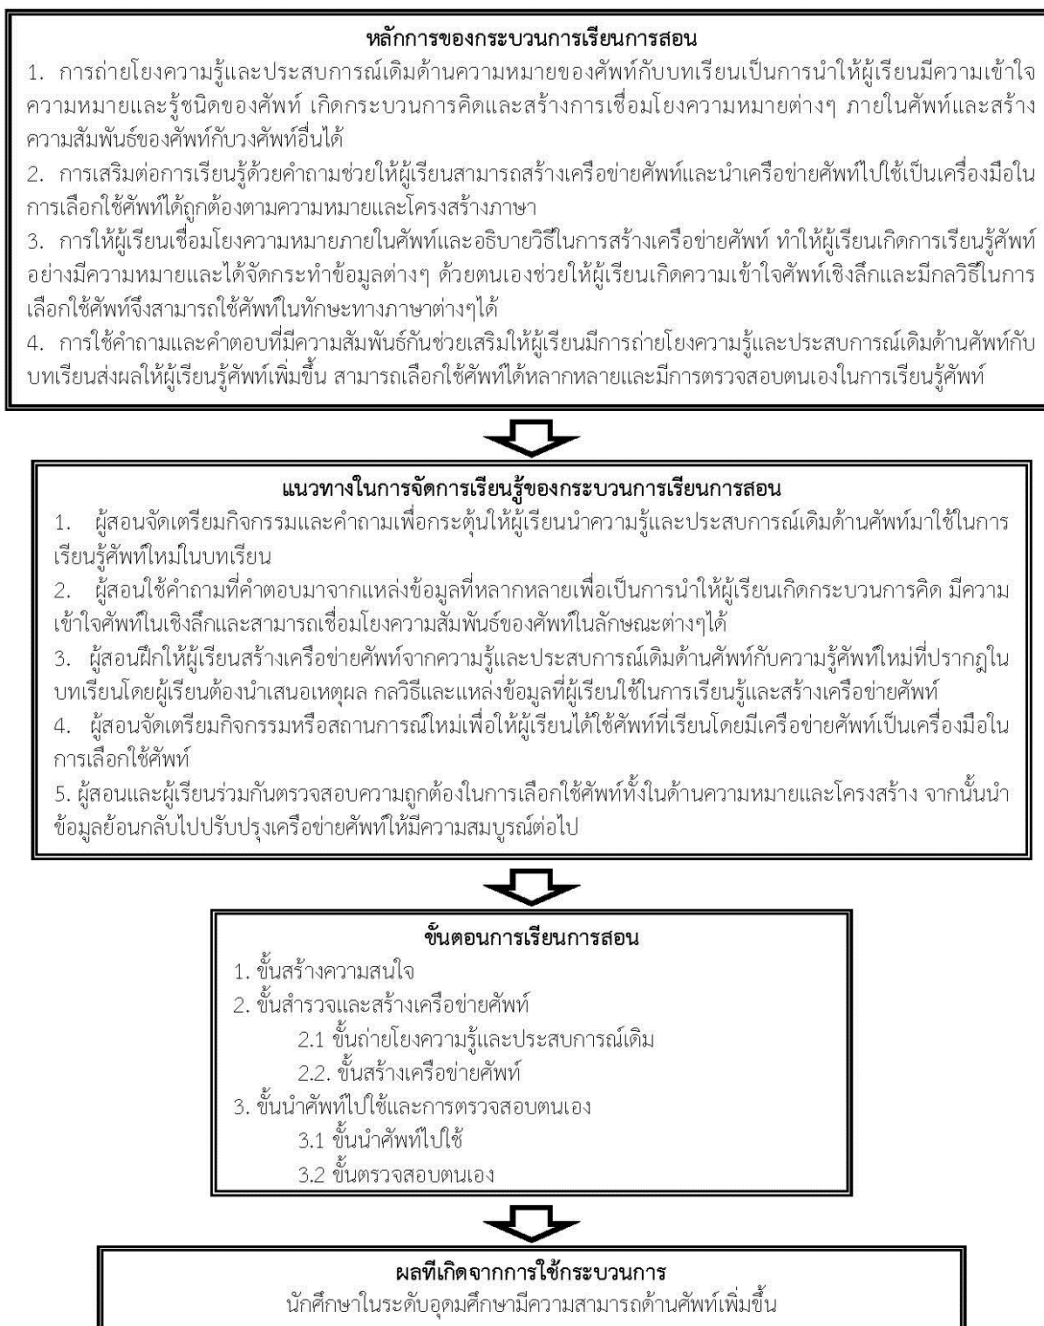 หลักการของกระบวนการเรียนการสอน
1. การถ่ายโยงความรู้และประสบการณ์เดิมด้านความหมายของศัพท์กับบทเรียนเป็นการนำให้ผู้เรียนมีความเข้าใจ
ความหมายและรู้ชนิดของศัพท์ เกิดกระบวนการคิดและสร้างการเชื่อมโยงความหมายต่างๆ ภายในศัพท์และสร้าง
ความสัมพันธ์ของศัพท์กับวงศัพท์อื่นได้
2. การเสริมต่อการเรียนรู้ด้วยคำถามช่วยให้ผู้เรียนสามารถสร้างเครือข่ายศัพท์และนำเครือข่ายศัพท์ไปใช้เป็นเครื่องมือใน
การเลือกใช้ศัพท์ได้ถูกต้องตามความหมายและโครงสร้างภาษา
3. การให้ผู้เรียนเชื่อมโยงความหมายภายในศัพท์และอธิบายวิธีในการสร้างเครือข่ายศัพท์ ทำให้ผู้เรียนเกิดการเรียนรู้ศัพท์
อย่างมีความหมายและได้จัดกระทำข้อมูลต่างๆ ด้วยตนเองช่วยให้ผู้เรียนเกิดความเข้าใจศัพท์เชิงลึกและมีกลวิธีในการ
เลือกใช้ศัพท์จึงสามารถใช้ศัพท์ในทักษะทางภาษาต่างๆได้
4. การใช้คำถามและคำตอบที่มีความสัมพันธ์กันช่วยเสริมให้ผู้เรียนมีการถ่ายโยงความรู้และประสบการณ์เดิมด้านศัพท์กับ
บทเรียนส่งผลให้ผู้เรียนรู้ศัพท์เพิ่มขึ้น สามารถเลือกใช้ศัพท์ได้หลากหลายและมีการตรวจสอบตนเองในการเรียนรู้ศัพท์
แนวทางในการจัดการเรียนรู้ของกระบวนการเรียนการสอน
1. ผู้สอนจัดเตรียมกิจกรรมและคำถามเพื่อกระตุ้นให้ผู้เรียนนำความรู้และประสบการณ์เดิมด้านศัพท์มาใช้ในการ
เรียนรู้ศัพท์ใหม่ในบทเรียน
2. ผู้สอนใช้คำถามที่คำตอบมาจากแหล่งข้อมูลที่หลากหลายเพื่อเป็นการนำให้ผู้เรียนเกิดกระบวนการคิด มีความ
เข้าใจศัพท์ในเชิงลึกและสามารถเชื่อมโยงความสัมพันธ์ของศัพท์ในลักษณะต่างๆได้
3. ผู้สอนฝึกให้ผู้เรียนสร้างเครือข่ายศัพท์จากความรู้และประสบการณ์เดิมด้านศัพท์กับความรู้ศัพท์ใหม่ที่ปรากฏใน
บทเรียนโดยผู้เรียนต้องนำเสนอเหตุผล กลวิธีและแหล่งข้อมูลที่ผู้เรียนใช้ในการเรียนรู้และสร้างเครือข่ายศัพท์
4. ผู้สอนจัดเตรียมกิจกรรมหรือสถานการณ์ใหม่เพื่อให้ผู้เรียนได้ใช้ศัพท์ที่เรียนโดยมีเครือข่ายศัพท์เป็นเครื่องมือใน
การเลือกใช้ศัพท์
5. ผู้สอนและผู้เรียนร่วมกันตรวจสอบความถูกต้องในการเลือกใช้ศัพท์ทั้งในด้านความหมายและโครงสร้าง จากนั้นนำ
ข้อมูลย้อนกลับไปปรับปรุงเครือข่ายศัพท์ให้มีความสมบูรณ์ต่อไป
ขั้นตอนการเรียนการสอน
1. ขั้นสร้างความสนใจ
2. ขั้นสำรวจและสร้างเครือข่ายศัพท์
2.1 ขั้นถ่ายโยงความรู้และประสบการณ์เดิม
2.2. ขั้นสร้างเครือข่ายศัพท์
3. ขั้นนำศัพท์ไปใช้และการตรวจสอบตนเอง
3.1 ขั้นนำศัพท์ไปใช้
3.2 ขั้นตรวจสอบตนเอง
ผลที่เกิดจากการใช้กระบวนการ
นักศึกษาในระดับอุดมศึกษามีความสามารถด้านศัพท์เพิ่มขึ้น